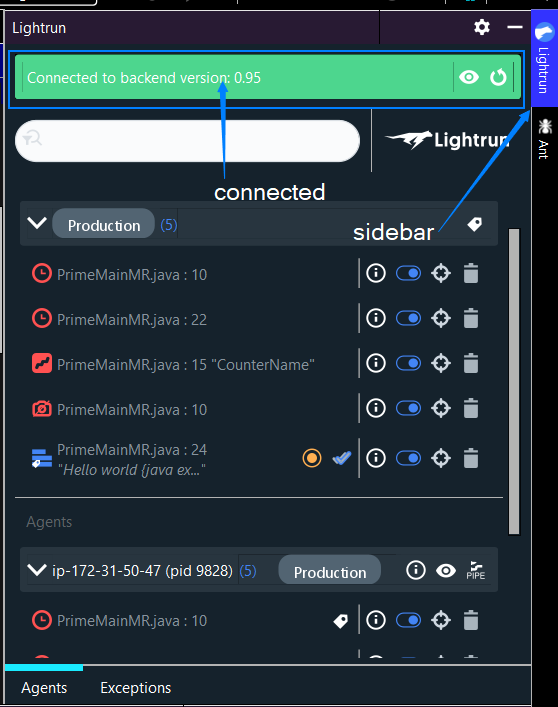 Lightrun
Connected to backend version: 0.95
Lightrun
connected
sidebar
Production (5)
PrimeMainMR.java : 10
PrimeMainMR.java : 22
PrimeMainMR.java : 15 "CounterName"
PrimeMainMR.java : 10
PrimeMainMR.java : 24
"Hello world {java ex..."
Agents
ip-172-31-50-47 (pid 9828) (5) Production PIPE
PrimeMainMR.java : 10
Agents Exceptions
Lightrun
Ant